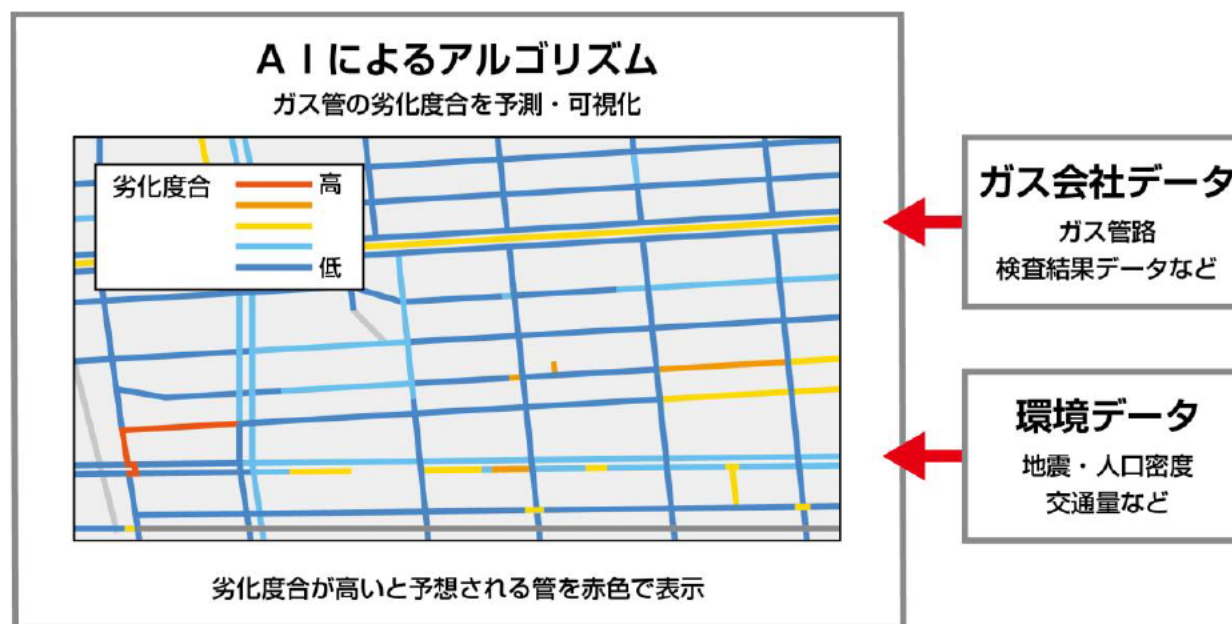 AIによるアルゴリズム
ガス管の劣化度合を予測・可視化
劣化度合
高
低
劣化度合が高いと予想される管を赤色で表示
ガス会社データ
ガス管路
検査結果データなど
環境データ
地震・人口密度
交通量など